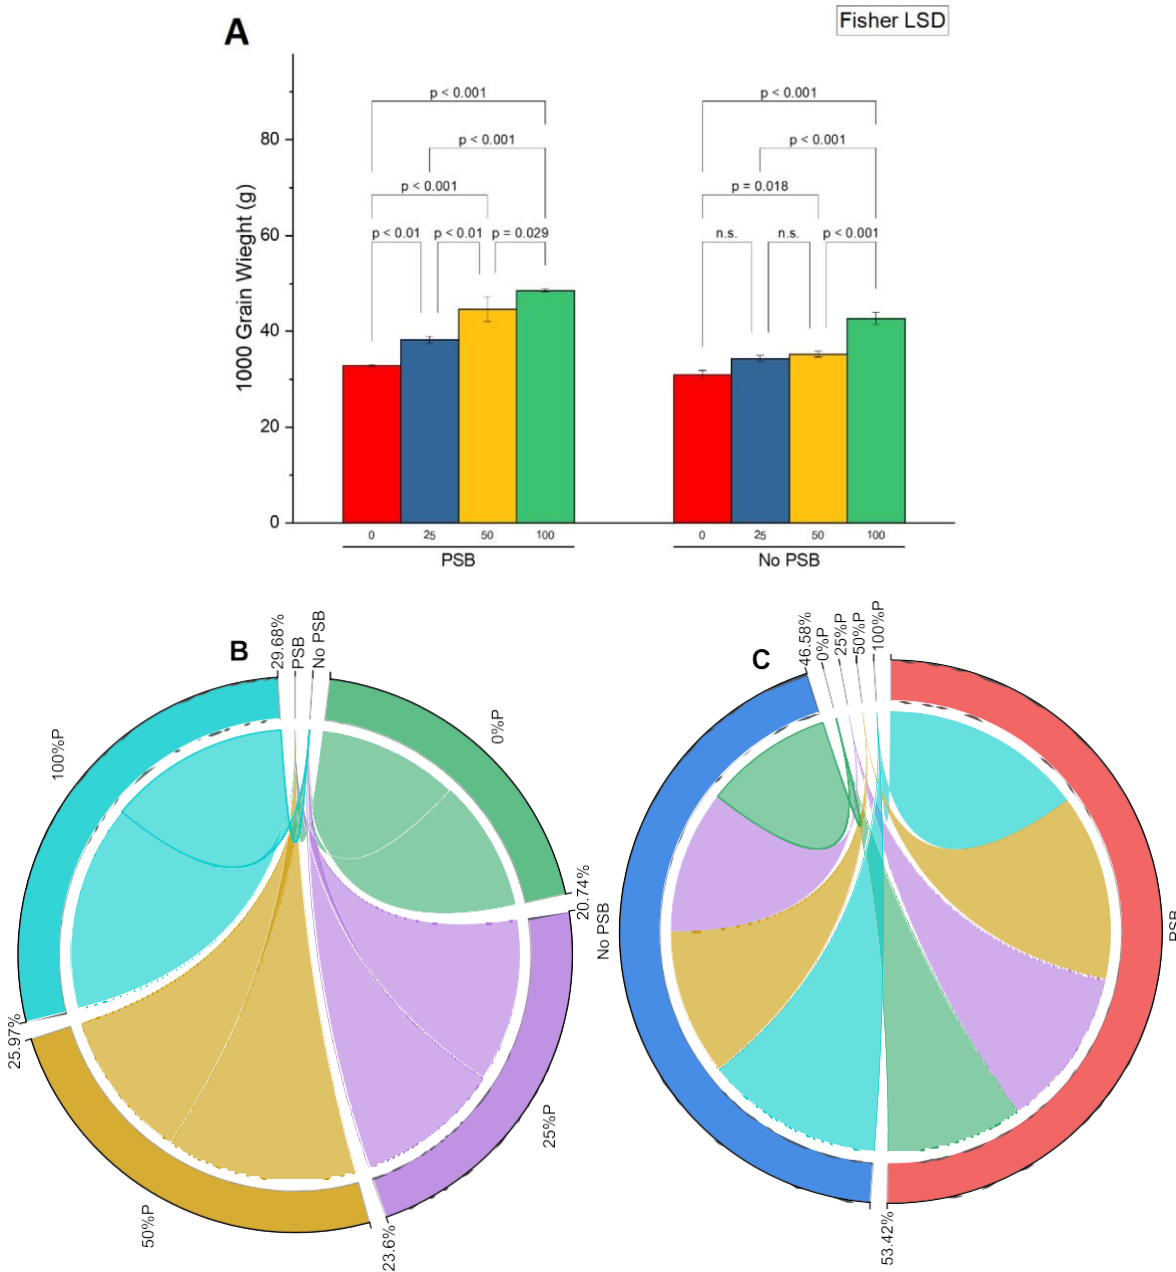 A
Fisher LSD
1000 Grain Wieght (g)
80
60
40
20
0
p < 0.001
p < 0.001
p < 0.001
p < 0.01
p < 0.01
p = 0.029
p < 0.001
p < 0.001
p = 0.018
n.s.
n.s.
p < 0.001
0
25
50
100
0
25
50
100
PSB
No PSB
B
29.68%
PSB
No PSB
100%P
0%P
20.74%
25.97%
25%P
50%P
23.6%
C
46.58%
0%P
25%P
50%P
100%P
No PSB
PSB
53.42%